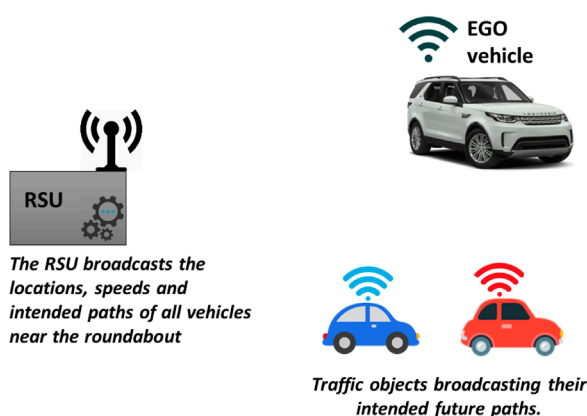 EGO
vehicle
RSU
The RSU broadcasts the
locations, speeds and
intended paths of all vehicles
near the roundabout
Traffic objects broadcasting their
intended future paths.